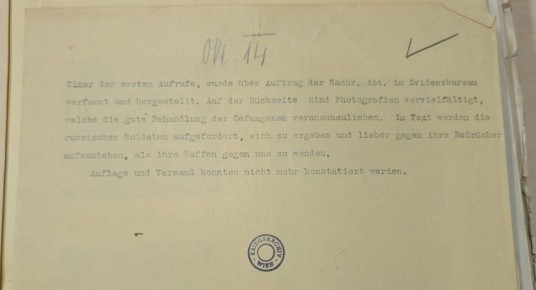 Okt. 14
Einer der ersten Aufrufe, wurde über Auftrag der Nachr. Abt. im Evidenzbureau
verfasst und hergestellt. Auf der Rückseite sind Photografien vervielfältigt,
welche die gute Behandlung der Gefangenen veranschaulichen. Im Text werden die
russischen Soldaten aufgefordert, sich zu ergeben und lieber gegen ihre Bedrücker
aufzustehen, als ihre Waffen gegen uns zu wenden.
Auflage und Versand konnten nicht mehr konstatiert werden.
KRIEGSARCHIV
WIEN